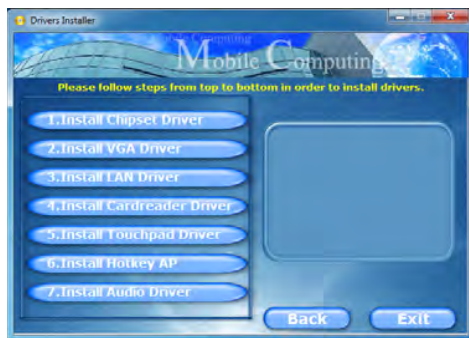 Drivers Installer
Mobile Computing
Mobile Computing
Please follow steps from top to bottom in order to install drivers.
1.Install Chipset Driver
2.Install VGA Driver
3.Install LAN Driver
4.Install Cardreader Driver
5.Install Touchpad Driver
6.Install Hotkey AP
7.Install Audio Driver
Back
Exit